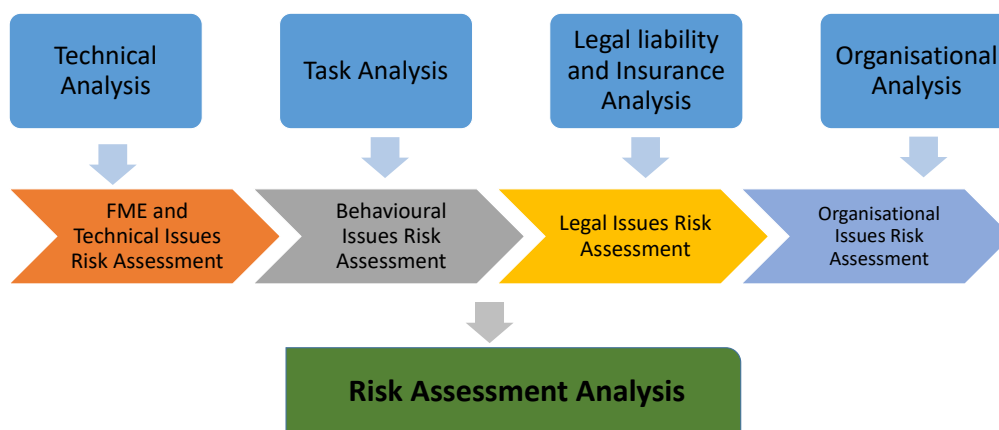 Technical
Analysis
Task Analysis
Legal liability
and Insurance
Analysis
Organisational
Analysis
FME and
Technical Issues
Risk Assessment
Behavioural
Issues Risk
Assessment
Legal Issues Risk
Assessment
Organisational
Issues Risk
Assessment
Risk Assessment Analysis